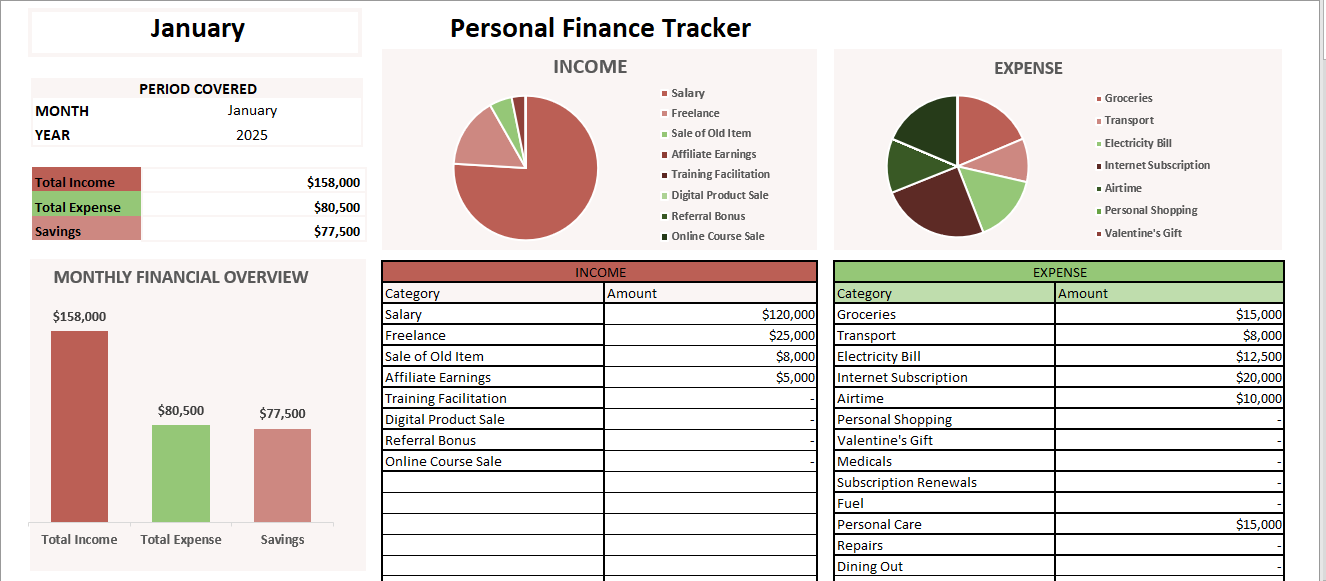 January
Personal Finance Tracker
PERIOD COVERED
MONTH January
YEAR 2025
Total Income $158,000
Total Expense $80,500
Savings $77,500
MONTHLY FINANCIAL OVERVIEW
$158,000
$80,500
$77,500
Total Income Total Expense Savings
INCOME
Salary
Freelance
Sale of Old Item
Affiliate Earnings
Training Facilitation
Digital Product Sale
Referral Bonus
Online Course Sale
EXPENSE
Groceries
Transport
Electricity Bill
Internet Subscription
Airtime
Personal Shopping
Valentine's Gift
INCOME
Category Amount
Salary $120,000
Freelance $25,000
Sale of Old Item $8,000
Affiliate Earnings $5,000
Training Facilitation -
Digital Product Sale -
Referral Bonus -
Online Course Sale -
EXPENSE
Category Amount
Groceries $15,000
Transport $8,000
Electricity Bill $12,500
Internet Subscription $20,000
Airtime $10,000
Personal Shopping -
Valentine's Gift -
Medicals -
Subscription Renewals -
Fuel -
Personal Care $15,000
Repairs -
Dining Out -